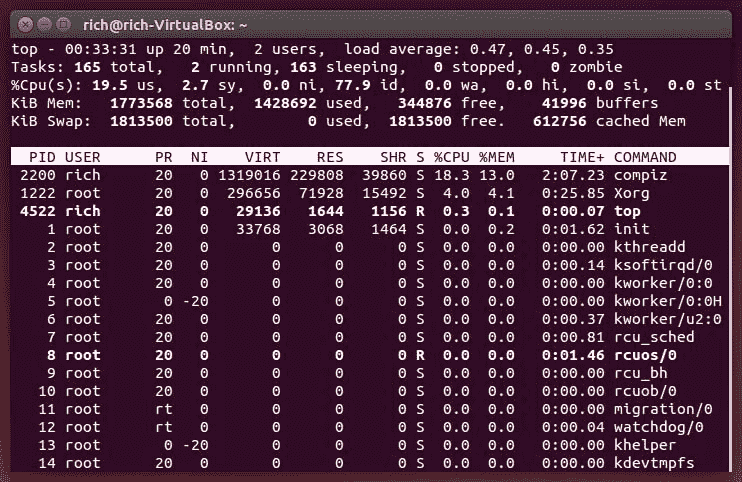 rich@rich-VirtualBox: ~
top - 00:33:31 up 20 min,  2 users,  load average: 0.47, 0.45, 0.35
Tasks: 165 total,   2 running, 163 sleeping,   0 stopped,   0 zombie
%Cpu(s): 19.5 us,  2.7 sy,  0.0 ni, 77.9 id,  0.0 wa,  0.0 hi,  0.0 si,  0.0 st
KiB Mem:   1773568 total,  1428692 used,   344876 free,    41996 buffers
KiB Swap:  1813500 total,        0 used,  1813500 free.   612756 cached Mem
PID USER      PR  NI    VIRT    RES    SHR S %CPU %MEM     TIME+ COMMAND
2200 rich      20   0 1319016 229808  39860 S 18.3 13.0   2:07.23 compiz
1222 root      20   0  296656  71928  15492 S  4.0  4.1   0:25.85 Xorg
4522 rich      20   0   29136   1644   1156 R  0.3  0.1   0:00.07 top
1 root      20   0   33768   3068   1464 S  0.0  0.2   0:01.62 init
2 root      20   0       0      0      0 S  0.0  0.0   0:00.00 kthreadd
3 root      20   0       0      0      0 S  0.0  0.0   0:00.14 ksoftirqd/0
4 root      20   0       0      0      0 S  0.0  0.0   0:00.00 kworker/0:0
5 root       0 -20       0      0      0 S  0.0  0.0   0:00.00 kworker/0:0H
6 root      20   0       0      0      0 S  0.0  0.0   0:00.37 kworker/u2:0
7 root      20   0       0      0      0 S  0.0  0.0   0:00.81 rcu_sched
8 root      20   0       0      0      0 R  0.0  0.0   0:01.46 rcuos/0
9 root      20   0       0      0      0 S  0.0  0.0   0:00.00 rcu_bh
10 root      20   0       0      0      0 S  0.0  0.0   0:00.00 rcuob/0
11 root      rt   0       0      0      0 S  0.0  0.0   0:00.00 migration/0
12 root      rt   0       0      0      0 S  0.0  0.0   0:00.04 watchdog/0
13 root       0 -20       0      0      0 S  0.0  0.0   0:00.00 khelper
14 root      20   0       0      0      0 S  0.0  0.0   0:00.00 kdevtmpfs